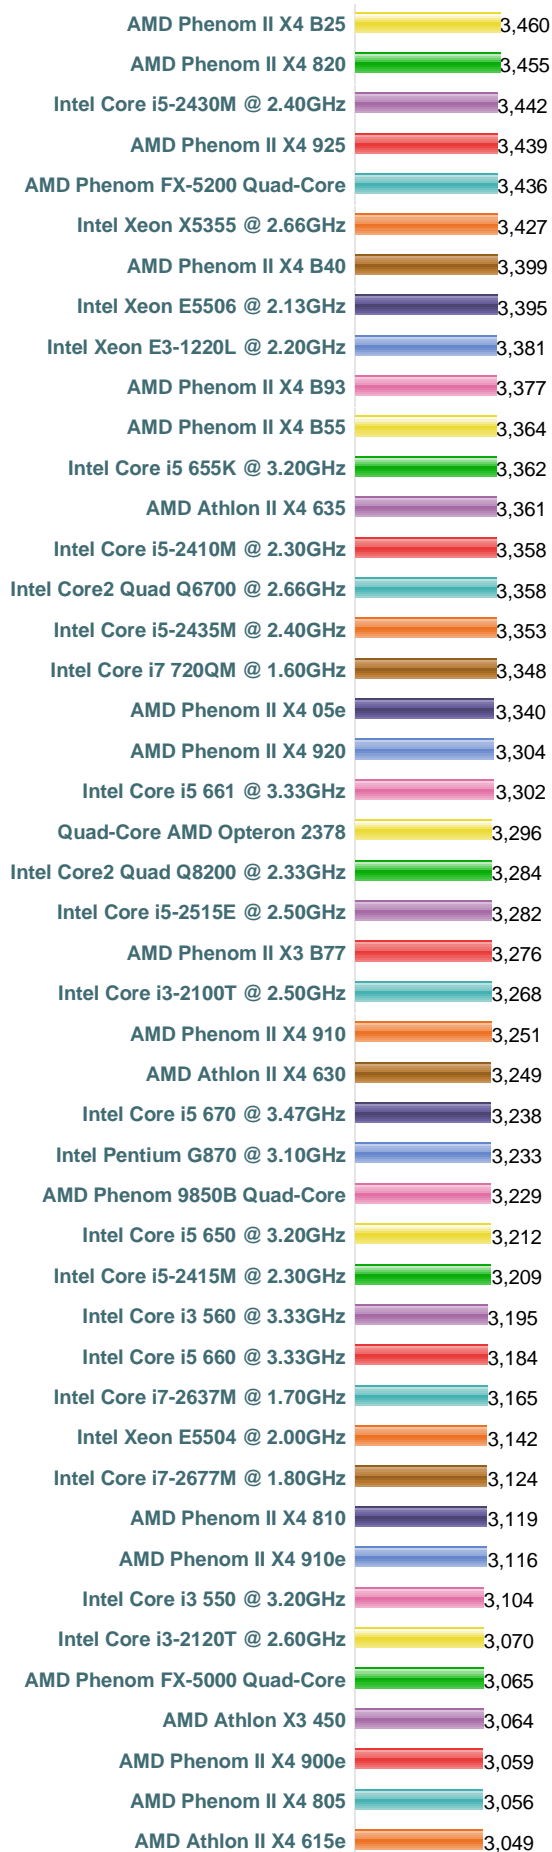 AMD Phenom II X4 B25 3,460
AMD Phenom II X4 820 3,455
Intel Core i5-2430M @ 2.40GHz 3,442
AMD Phenom II X4 925 3,439
AMD Phenom FX-5200 Quad-Core 3,436
Intel Xeon X5355 @ 2.66GHz 3,427
AMD Phenom II X4 B40 3,399
Intel Xeon E5506 @ 2.13GHz 3,395
Intel Xeon E3-1220L @ 2.20GHz 3,381
AMD Phenom II X4 B93 3,377
AMD Phenom II X4 B55 3,364
Intel Core i5 655K @ 3.20GHz 3,362
AMD Athlon II X4 635 3,361
Intel Core i5-2410M @ 2.30GHz 3,358
Intel Core2 Quad Q6700 @ 2.66GHz 3,358
Intel Core i5-2435M @ 2.40GHz 3,353
Intel Core i7 720QM @ 1.60GHz 3,348
AMD Phenom II X4 05e 3,340
AMD Phenom II X4 920 3,304
Intel Core i5 661 @ 3.33GHz 3,302
Quad-Core AMD Opteron 2378 3,296
Intel Core2 Quad Q8200 @ 2.33GHz 3,284
Intel Core i5-2515E @ 2.50GHz 3,282
AMD Phenom II X3 B77 3,276
Intel Core i3-2100T @ 2.50GHz 3,268
AMD Phenom II X4 910 3,251
AMD Athlon II X4 630 3,249
Intel Core i5 670 @ 3.47GHz 3,238
Intel Pentium G870 @ 3.10GHz 3,233
AMD Phenom 9850B Quad-Core 3,229
Intel Core i5 650 @ 3.20GHz 3,212
Intel Core i5-2415M @ 2.30GHz 3,209
Intel Core i3 560 @ 3.33GHz 3,195
Intel Core i5 660 @ 3.33GHz 3,184
Intel Core i7-2637M @ 1.70GHz 3,165
Intel Xeon E5504 @ 2.00GHz 3,142
Intel Core i7-2677M @ 1.80GHz 3,124
AMD Phenom II X4 810 3,119
AMD Phenom II X4 910e 3,116
Intel Core i3 550 @ 3.20GHz 3,104
Intel Core i3-2120T @ 2.60GHz 3,070
AMD Phenom FX-5000 Quad-Core 3,065
AMD Athlon X3 450 3,064
AMD Phenom II X4 900e 3,059
AMD Phenom II X4 805 3,056
AMD Athlon II X4 615e 3,049